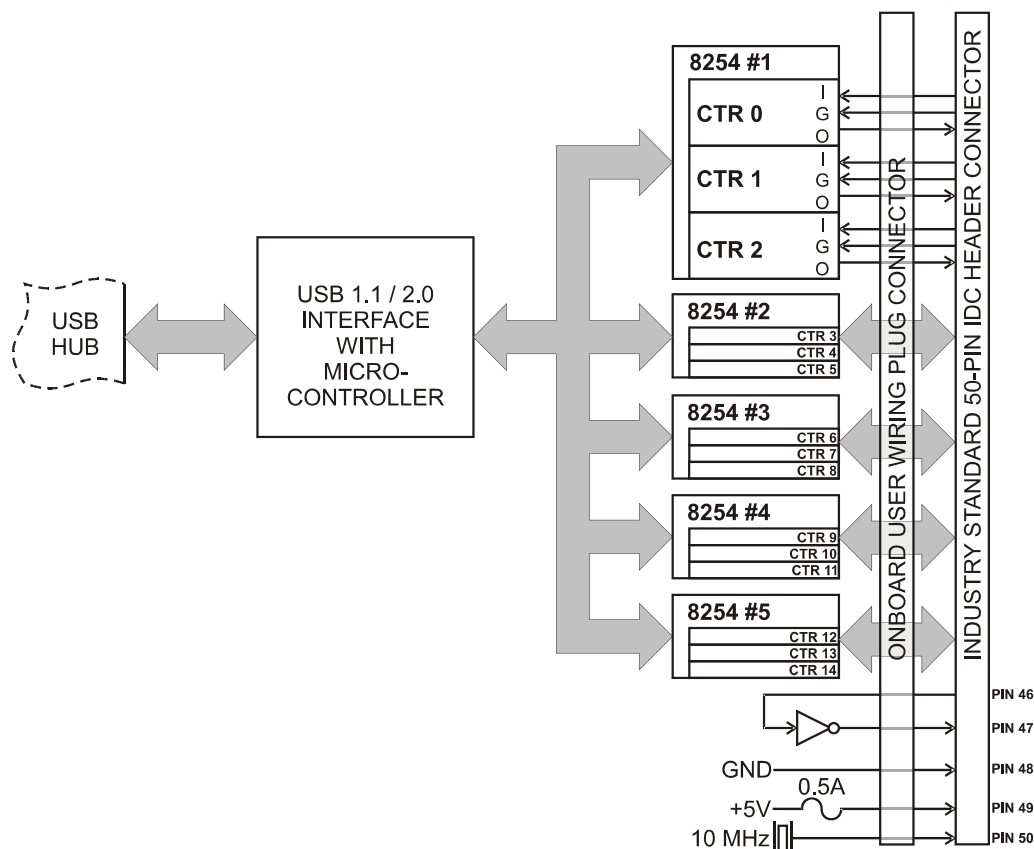 USB
HUB
USB 1.1 / 2.0
INTERFACE
WITH
MICRO-
CONTROLLER
8254 #1
CTR 0
I
G
O
CTR 1
I
G
O
CTR 2
I
G
O
8254 #2
CTR 3
CTR 4
CTR 5
8254 #3
CTR 6
CTR 7
CTR 8
8254 #4
CTR 9
CTR 10
CTR 11
8254 #5
CTR 12
CTR 13
CTR 14
ONBOARD USER WIRING PLUG CONNECTOR
INDUSTRY STANDARD 50-PIN IDC HEADER CONNECTOR
PIN 46
PIN 47
GND
PIN 48
0.5A
+5V
PIN 49
10 MHz
PIN 50